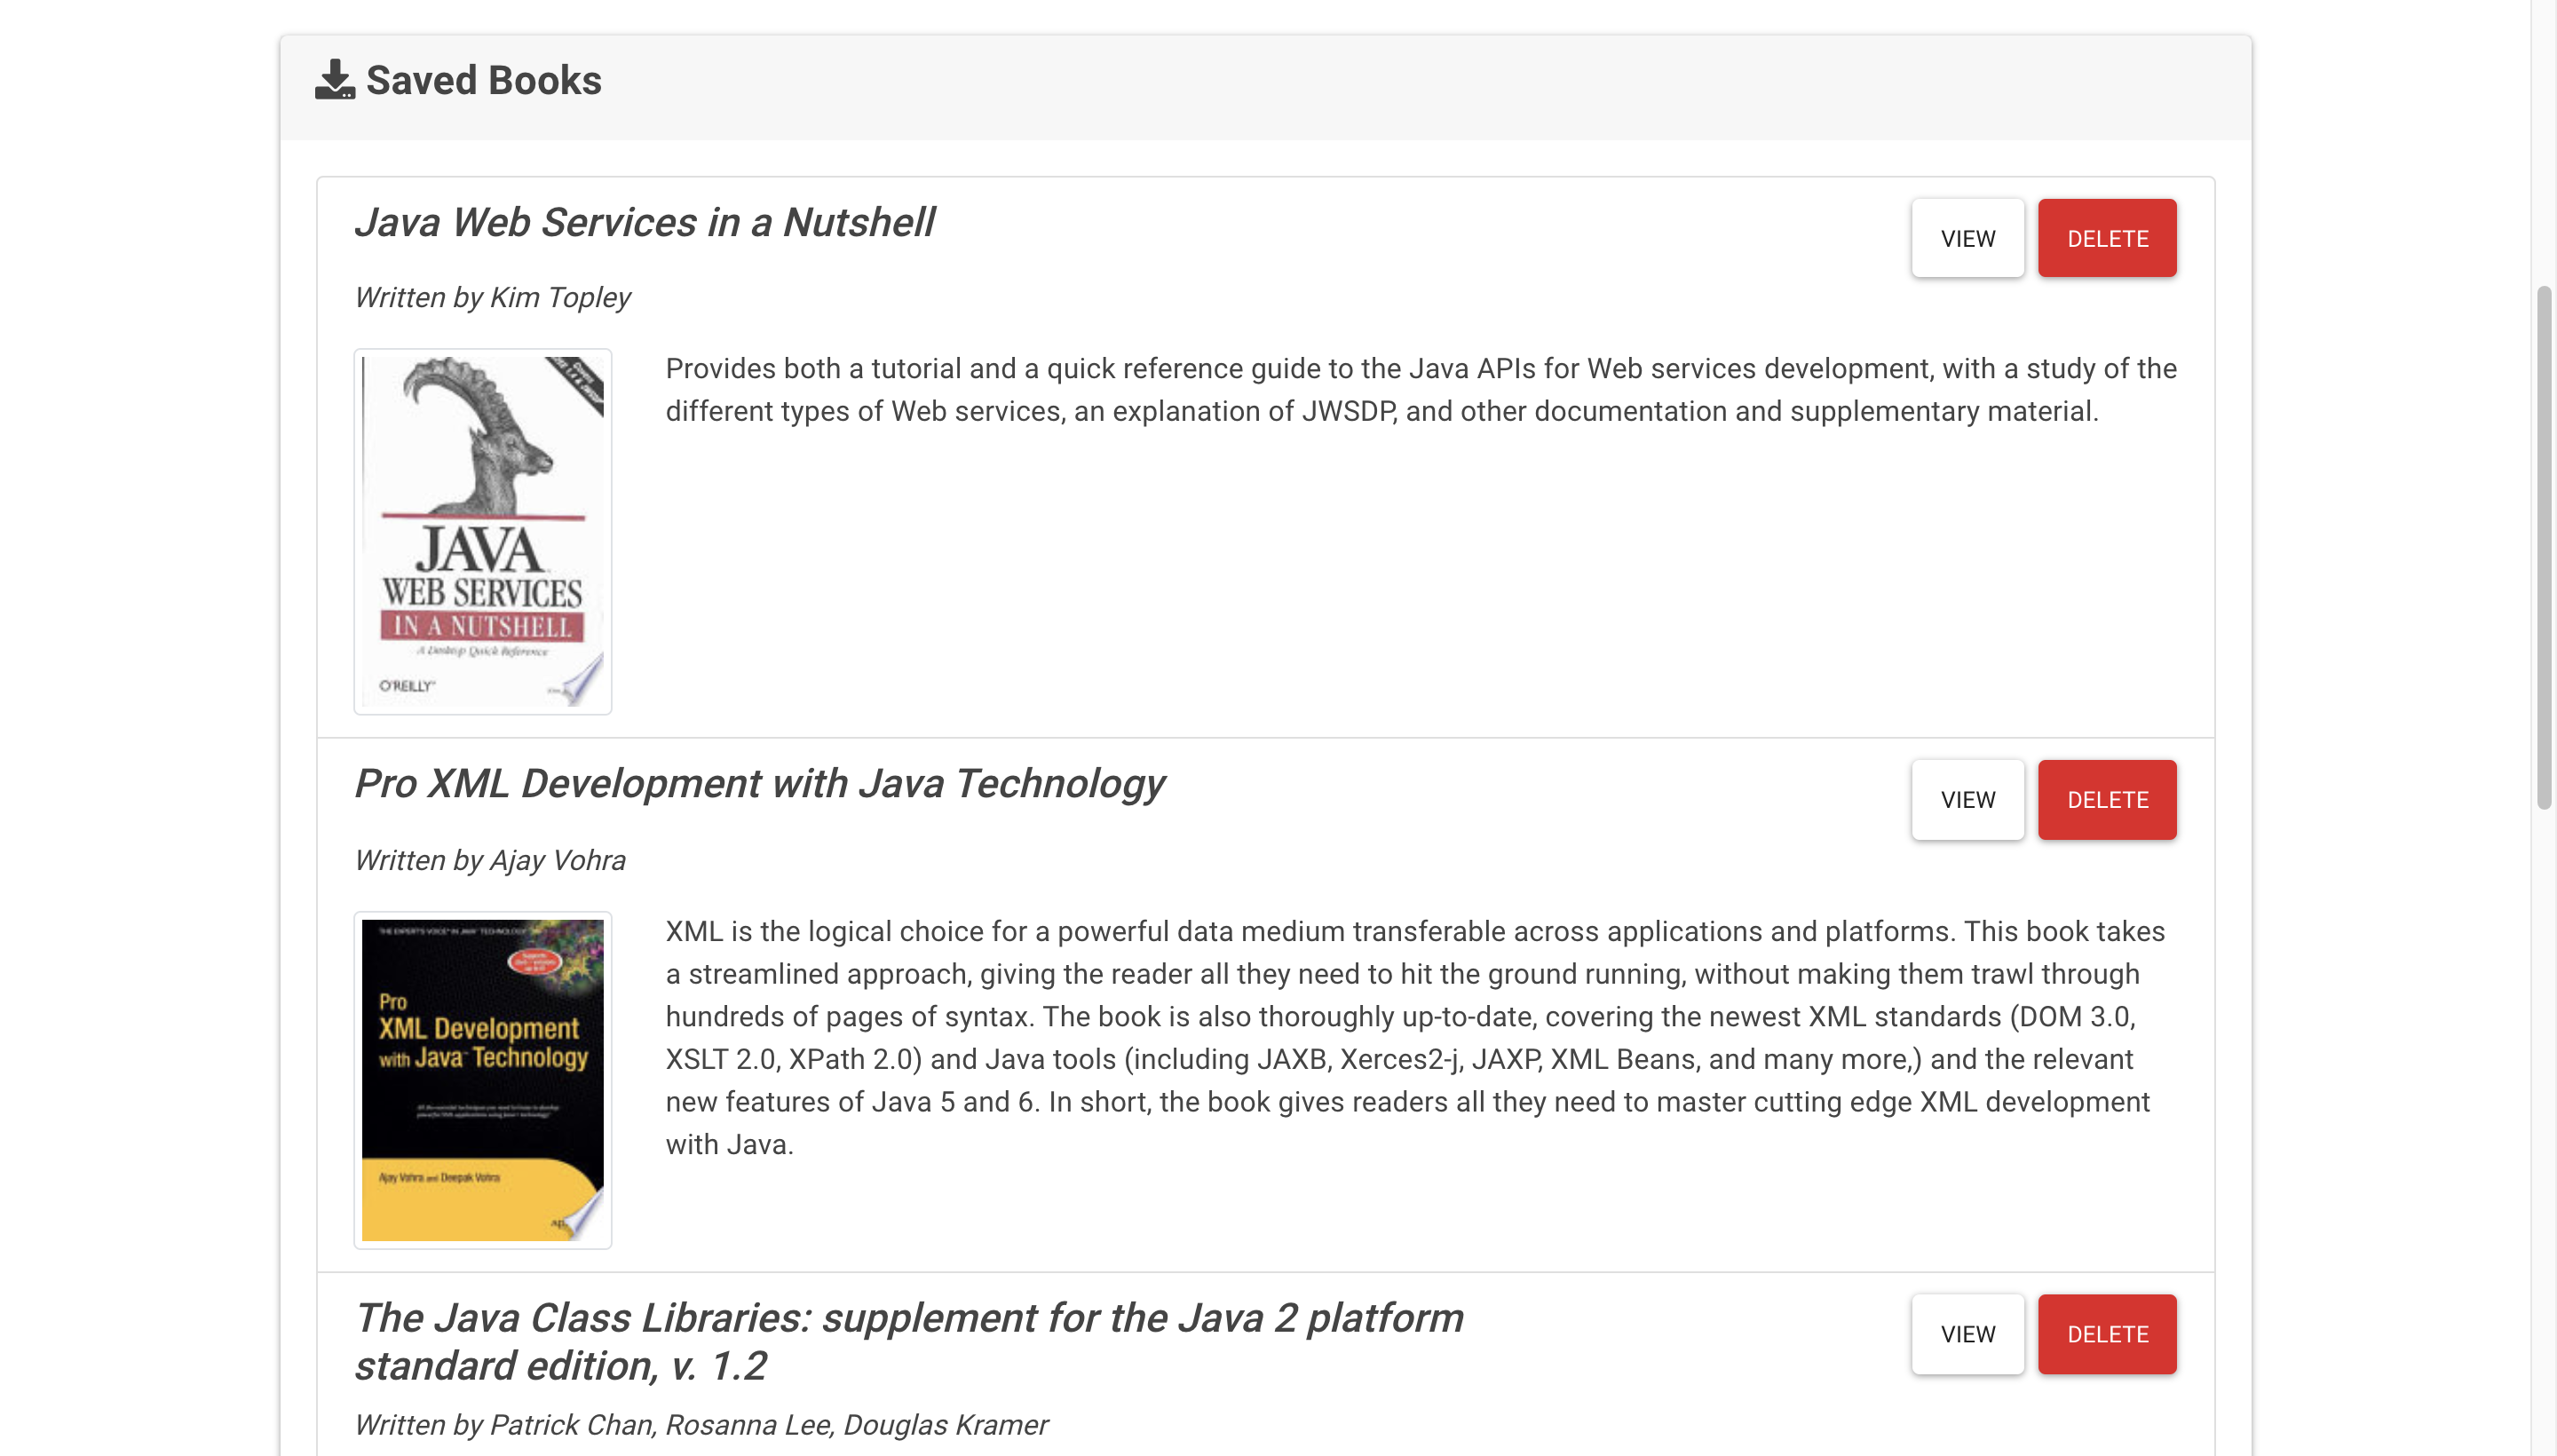 Saved Books
Java Web Services in a Nutshell
VIEW
DELETE
Written by Kim Topley
JAVA
WEB SERVICES
IN A NUTSHELL
A Desktop Quick Reference
O'REILLY
Provides both a tutorial and a quick reference guide to the Java APIs for Web services development, with a study of the
different types of Web services, an explanation of JWSDP, and other documentation and supplementary material.
Pro XML Development with Java Technology
VIEW
DELETE
Written by Ajay Vohra
THE EXPERT'S VOICE® IN JAVA™ TECHNOLOGY
Pro
XML Development
with Java™ Technology
Ajay Vohra and Deepak Vohra
XML is the logical choice for a powerful data medium transferable across applications and platforms. This book takes
a streamlined approach, giving the reader all they need to hit the ground running, without making them trawl through
hundreds of pages of syntax. The book is also thoroughly up-to-date, covering the newest XML standards (DOM 3.0,
XSLT 2.0, XPath 2.0) and Java tools (including JAXB, Xerces2-j, JAXP, XML Beans, and many more,) and the relevant
new features of Java 5 and 6. In short, the book gives readers all they need to master cutting edge XML development
with Java.
The Java Class Libraries: supplement for the Java 2 platform
standard edition, v. 1.2
VIEW
DELETE
Written by Patrick Chan, Rosanna Lee, Douglas Kramer